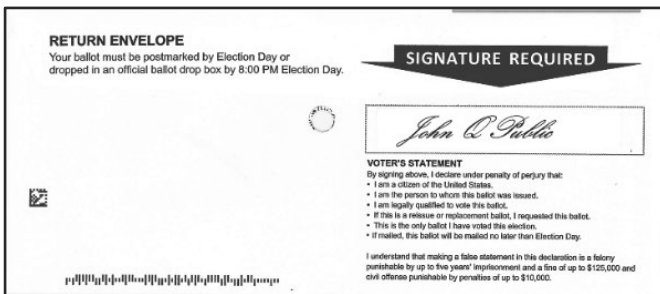 RETURN ENVELOPE
Your ballot must be postmarked by Election Day or
dropped in an official ballot drop box by 8:00 PM Election Day.
SIGNATURE REQUIRED
John Q Public
VOTER'S STATEMENT
By signing above, I declare under penalty of perjury that:
• I am a citizen of the United States.
• I am the person to whom this ballot was issued.
• I am legally qualified to vote this ballot.
• If this is a reissue or replacement ballot, I requested this ballot.
• This is the only ballot I have voted this election.
• If mailed, this ballot will be mailed no later than Election Day.
I understand that making a false statement in this declaration is a felony
punishable by up to five years' imprisonment and a fine of up to $125,000 and
civil offense punishable by penalties of up to $10,000.